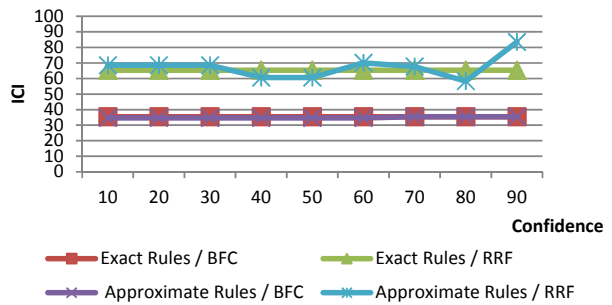 100
90
80
70
60
50
40
30
20
10
0
ICI
10 20 30 40 50 60 70 80 90
Confidence
Exact Rules / BFC Exact Rules / RRF
Approximate Rules / BFC Approximate Rules / RRF